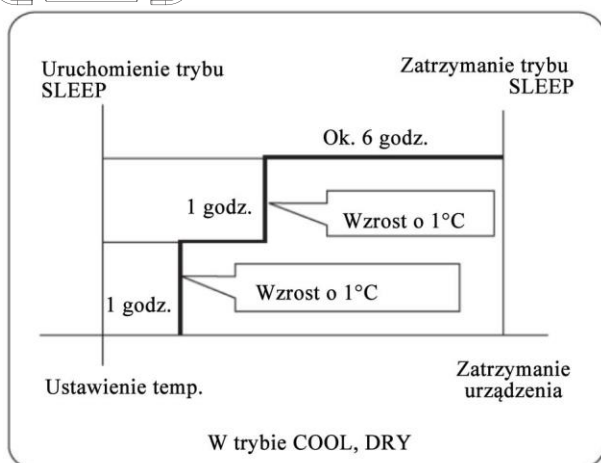 Uruchomienie trybu
SLEEP
Zatrzymanie trybu
SLEEP
Ok. 6 godz.
1 godz.
Wzrost o 1°C
1 godz.
Wzrost o 1°C
Ustawienie temp.
Zatrzymanie
urządzenia
W trybie COOL, DRY